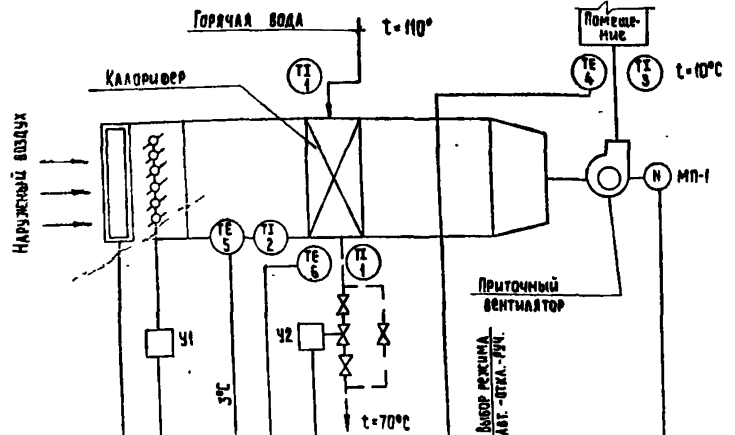 Горячая вода
t=110°
Помеще-
ние
TI
1
TE
4
TI
3
t=10°C
Калорифер
Наружный воздух
N
МП-1
TE
5
TI
2
TE
6
TI
1
Приточный
вентилятор
У1
У2
3°C
Выбор режима
Авт. -откл.-руч.
t=70°C